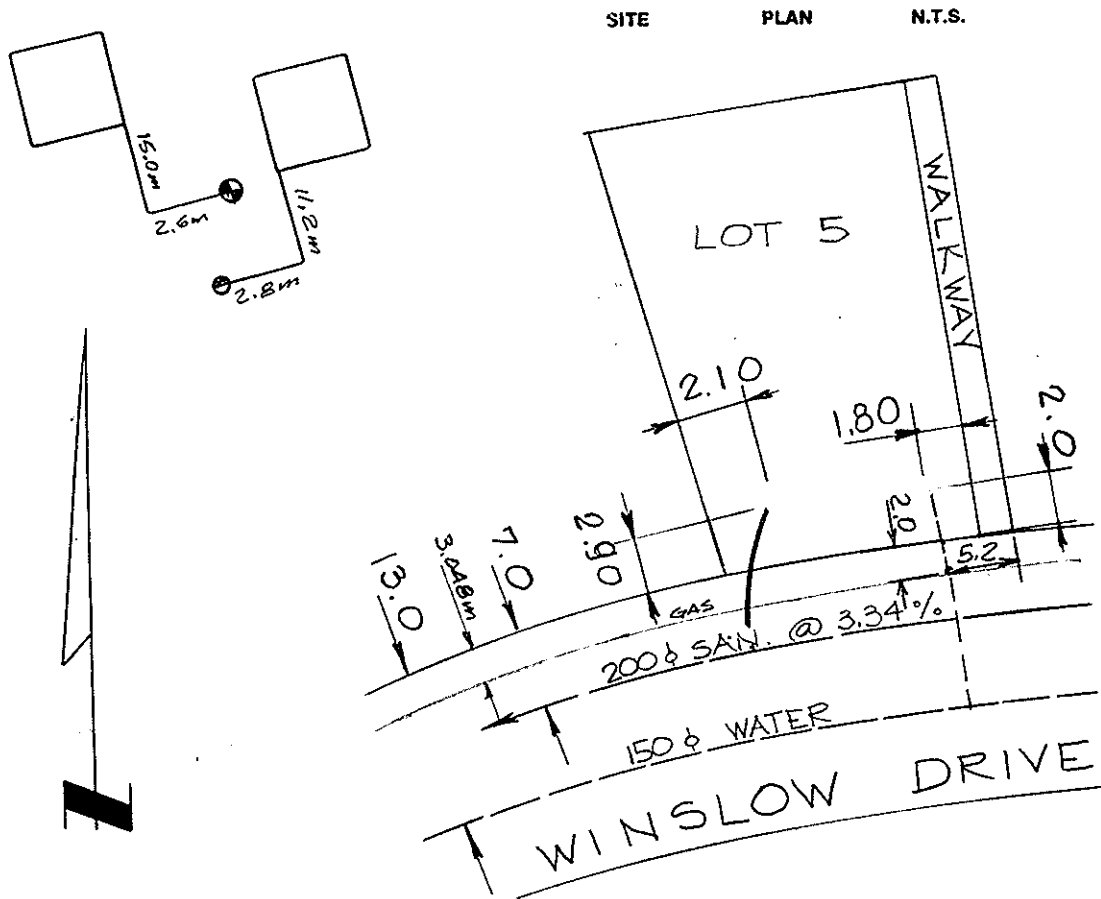 SITE PLAN N.T.S.
15.0m
2.6m
11.2m
2.8m
LOT 5
WALKWAY
2.10
1.80
2.0
2.0
5.2
2.90
7.0
3.048m
13.0
GAS
200ϕ SAN. @ 3.34%
150ϕ WATER
WINSLOW DRIVE